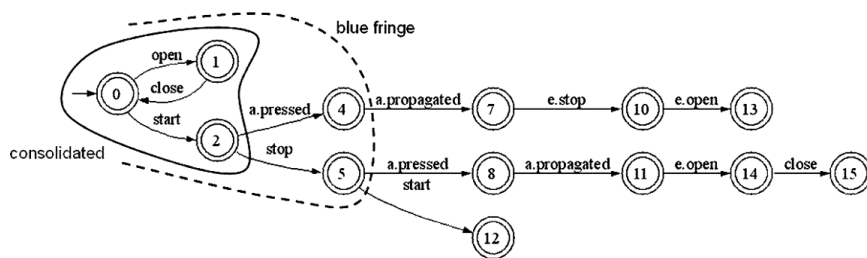 blue fringe
open
1
close
0
start
2
consolidated
a.pressed
stop
4
a.propagated
7
e.stop
10
e.open
13
5
a.pressed
start
8
a.propagated
11
e.open
14
close
15
12